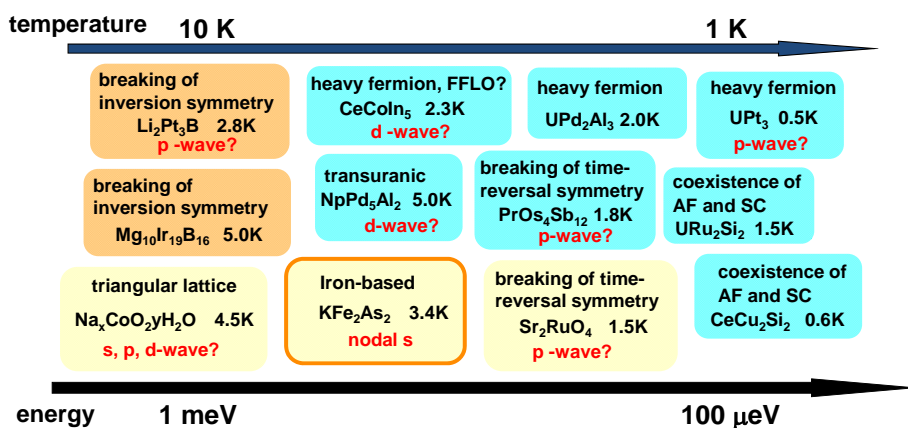 temperature 10 K 1 K
breaking of
inversion symmetry
Li2Pt3B 2.8K
p -wave?
heavy fermion, FFLO?
CeCoIn5 2.3K
d -wave?
heavy fermion
UPd2Al3 2.0K
heavy fermion
UPt3 0.5K
p-wave?
breaking of
inversion symmetry
Mg10Ir19B16 5.0K
transuranic
NpPd5Al2 5.0K
d-wave?
breaking of time-
reversal symmetry
PrOs4Sb12 1.8K
p-wave?
coexistence of
AF and SC
URu2Si2 1.5K
triangular lattice
NaxCoO2yH2O 4.5K
s, p, d-wave?
Iron-based
KFe2As2 3.4K
nodal s
breaking of time-
reversal symmetry
Sr2RuO4 1.5K
p -wave?
coexistence of
AF and SC
CeCu2Si2 0.6K
energy 1 meV 100 μeV